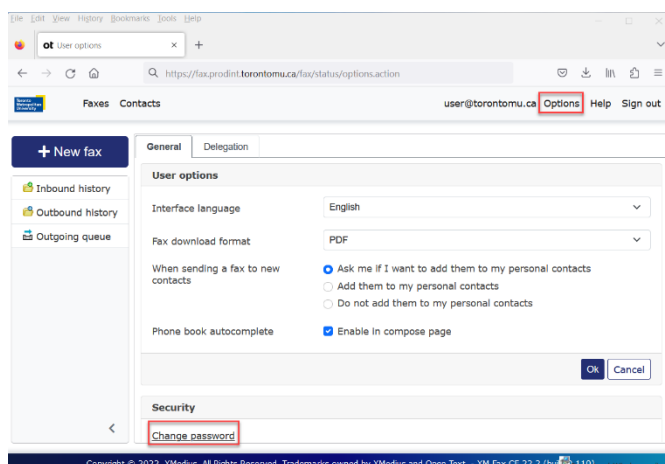 File Edit View History Bookmarks Tools Help
ot User options × +
https://fax.prodint.torontomu.ca/fax/status/options.action
Toronto Metropolitan University Faxes Contacts user@torontomu.ca Options Help Sign out
+ New fax
Inbound history
Outbound history
Outgoing queue
General Delegation
User options
Interface language English
Fax download format PDF
When sending a fax to new
contacts
Ask me if I want to add them to my personal contacts
Add them to my personal contacts
Do not add them to my personal contacts
Phone book autocomplete Enable in compose page
Ok Cancel
Security
Change password
Copyright © 2022, XMedius. All Rights Reserved. Trademarks owned by XMedius and Open Text. - XM Fax CE 22.2 110)